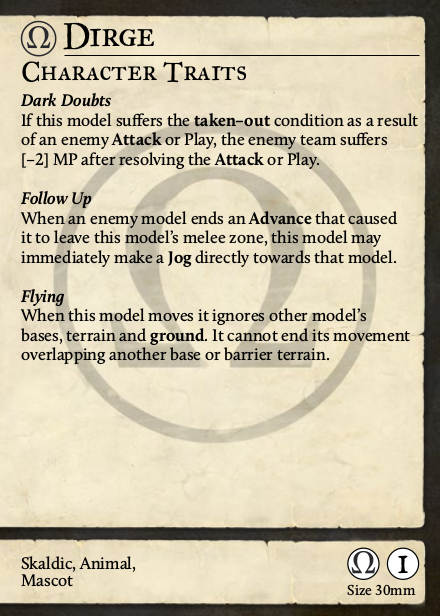 Ω Dirge
Character Traits
Dark Doubts
If this model suffers the taken-out condition as a result
of an enemy Attack or Play, the enemy team suffers
[-2] MP after resolving the Attack or Play.
Follow Up
When an enemy model ends an Advance that caused
it to leave this model's melee zone, this model may
immediately make a Jog directly towards that model.
Flying
When this model moves it ignores other model's
bases, terrain and ground. It cannot end its movement
overlapping another base or barrier terrain.
Skaldic, Animal,
Mascot
Ω I
Size 30mm